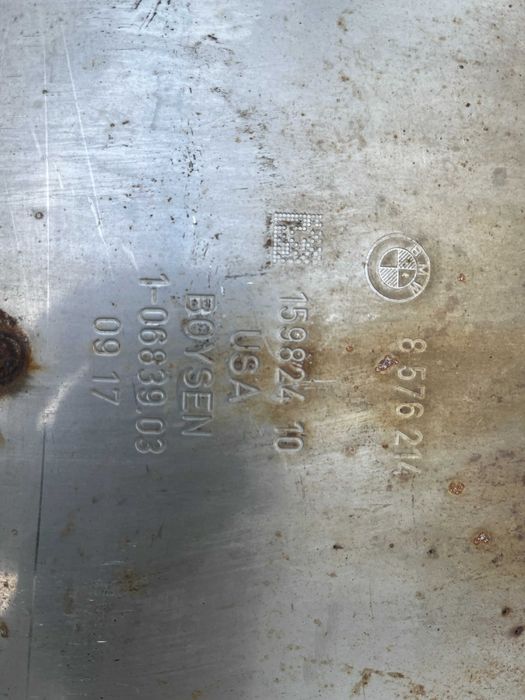 BMW
8 576 214
159824 10
USA
BOYSEN
1-06839.03
09 17